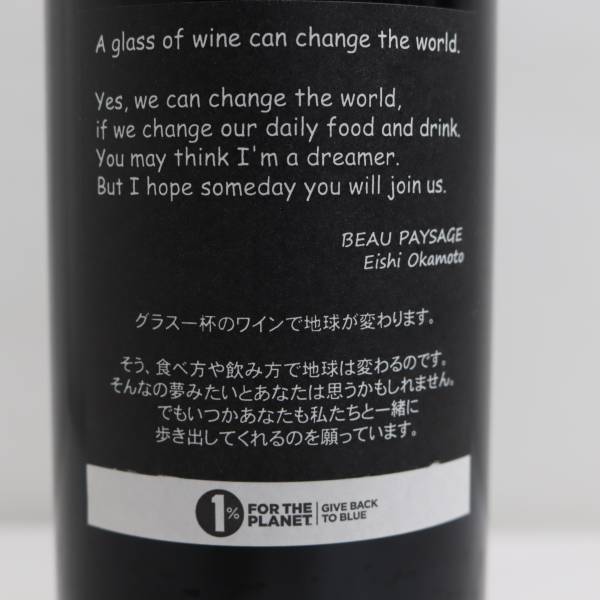 A glass of wine can change the world.
Yes, we can change the world,
if we change our daily food and drink.
You may think I'm a dreamer.
But I hope someday you will join us.
BEAU PAYSAGE
Eishi Okamoto
グラス一杯のワインで地球が変わります。
そう、食べ方や飲み方で地球は変わるのです。
そんなの夢みたいとあなたは思うかもしれません。
でもいつかあなたも私たちと一緒に
歩き出してくれるのを願っています。
1% FOR THE PLANET | GIVE BACK TO BLUE